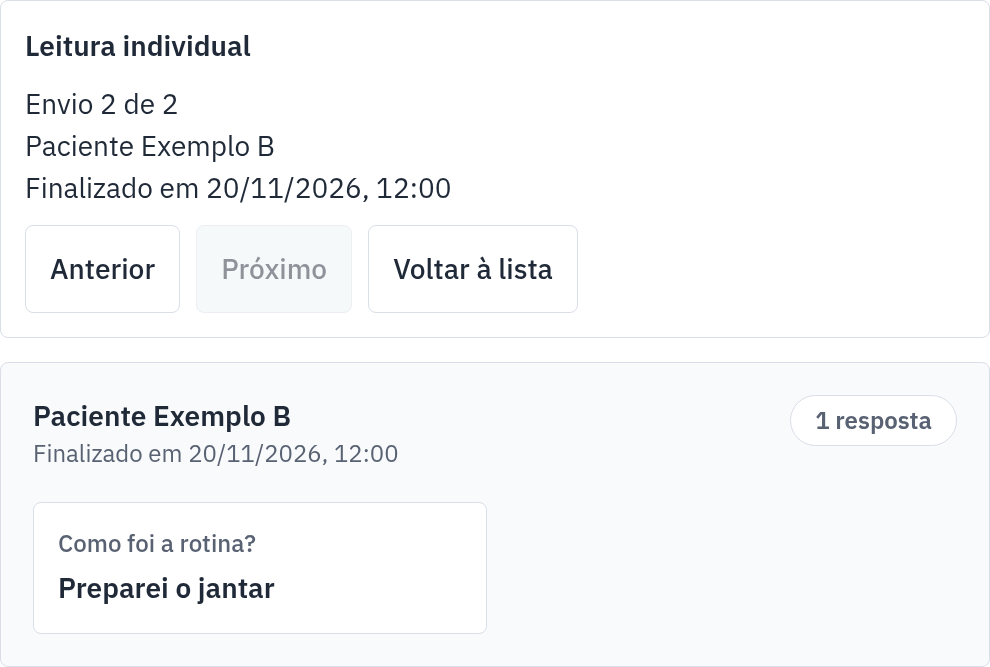 Leitura individual
Envio 2 de 2
Paciente Exemplo B
Finalizado em 20/11/2026, 12:00
Anterior
Próximo
Voltar à lista
Paciente Exemplo B
1 resposta
Finalizado em 20/11/2026, 12:00
Como foi a rotina?
Preparei o jantar